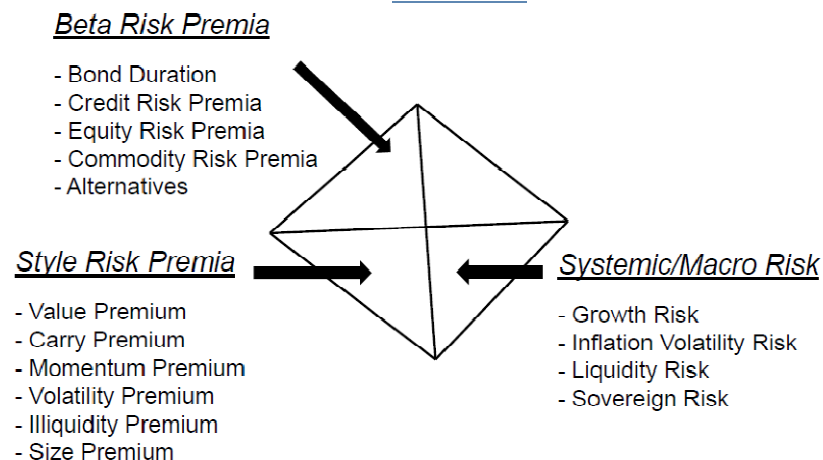 Beta Risk Premia
- Bond Duration
- Credit Risk Premia
- Equity Risk Premia
- Commodity Risk Premia
- Alternatives
Style Risk Premia
- Value Premium
- Carry Premium
- Momentum Premium
- Volatility Premium
- Illiquidity Premium
- Size Premium
Systemic/Macro Risk
- Growth Risk
- Inflation Volatility Risk
- Liquidity Risk
- Sovereign Risk